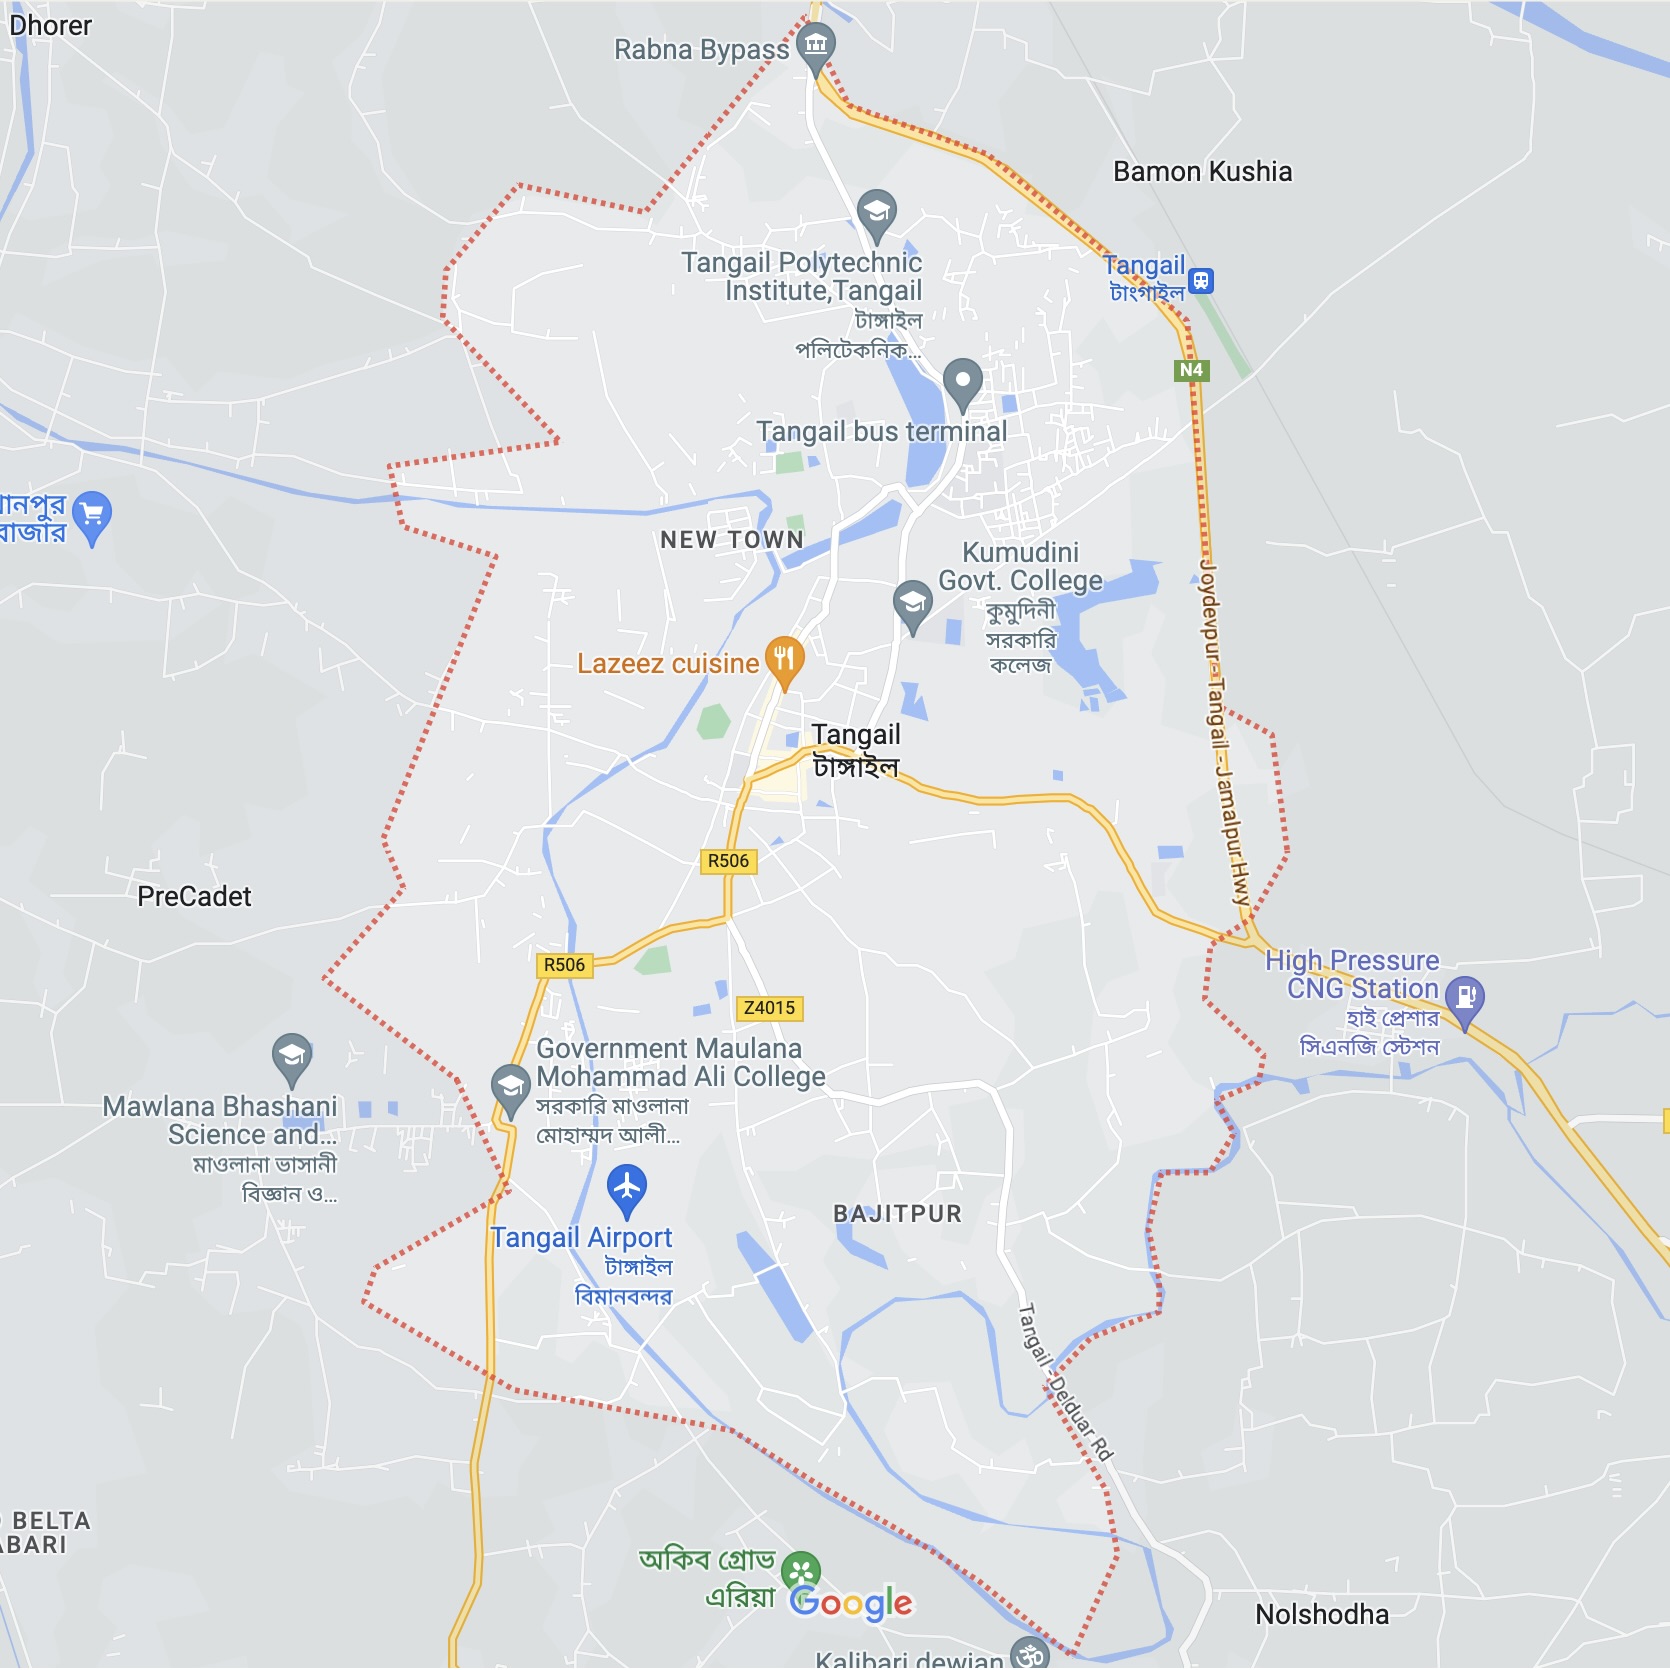 Dhorer
Rabna Bypass
Bamon Kushia
Tangail Polytechnic
Institute,Tangail
টাঙ্গাইল
পলিটেকনিক...
Tangail
টাংগাইল
N4
Tangail bus terminal
NEW TOWN
Kumudini
Govt. College
কুমুদিনী
সরকারি
কলেজ
Joydevpur - Tangail - Jamalpur Hwy
Lazeez cuisine
Tangail
টাঙ্গাইল
R506
PreCadet
R506
Z4015
High Pressure
CNG Station
হাই প্রেশার
সিএনজি স্টেশন
Government Maulana
Mohammad Ali College
সরকারি মাওলানা
মোহাম্মদ আলী...
Mawlana Bhashani
Science and...
মাওলানা ভাসানী
বিজ্ঞান ও...
BAJITPUR
Tangail Airport
টাঙ্গাইল
বিমানবন্দর
Tangail - Delduar Rd
BELTA
অকিব গ্রোভ
এরিয়া
Google
Nolshodha
Kalibari dewian